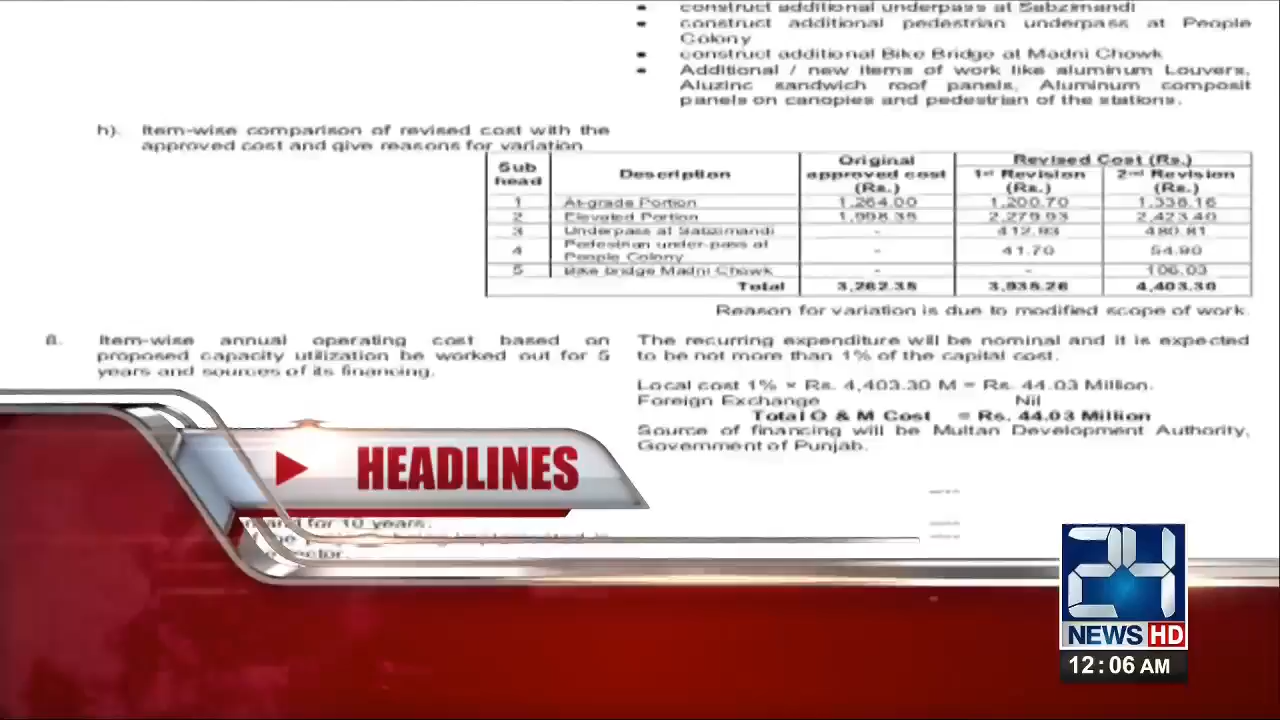 • construct additional underpass at Sabzimandi
• construct additional pedestrian underpass at People
Colony
• construct additional Bike Bridge at Madni Chowk
• Additional / new items of work like aluminum Louvers,
Aluzinc sandwich roof panels, Aluminum composit
panels on canopies and pedestrian of the stations.
h). Item-wise comparison of revised cost with the
approved cost and give reasons for variation
Sub head Description Original approved cost (Rs.) Revised Cost (Rs.)
1st Revision (Rs.) 2nd Revision (Rs.)
1 At-grade Portion 1,264.00 1,200.70 1,338.16
2 Elevated Portion 1,998.35 2,279.93 2,423.40
3 Underpass at Sabzimandi - 412.93 480.81
4 Pedestrian under-pass at People Colony - 41.70 54.90
5 Bike bridge Madni Chowk - - 106.03
Total 3,262.35 3,935.26 4,403.30
Reason for variation is due to modified scope of work.
8. Item-wise annual operating cost based on
proposed capacity utilization be worked out for 5
years and sources of its financing.
The recurring expenditure will be nominal and it is expected
to be not more than 1% of the capital cost.
Local cost 1% × Rs. 4,403.30 M = Rs. 44.03 Million.
Foreign Exchange Nil
Total O & M Cost = Rs. 44.03 Million
Source of financing will be Multan Development Authority,
Government of Punjab.
HEADLINES
and for 10 years.
24
NEWS HD
12:06 AM